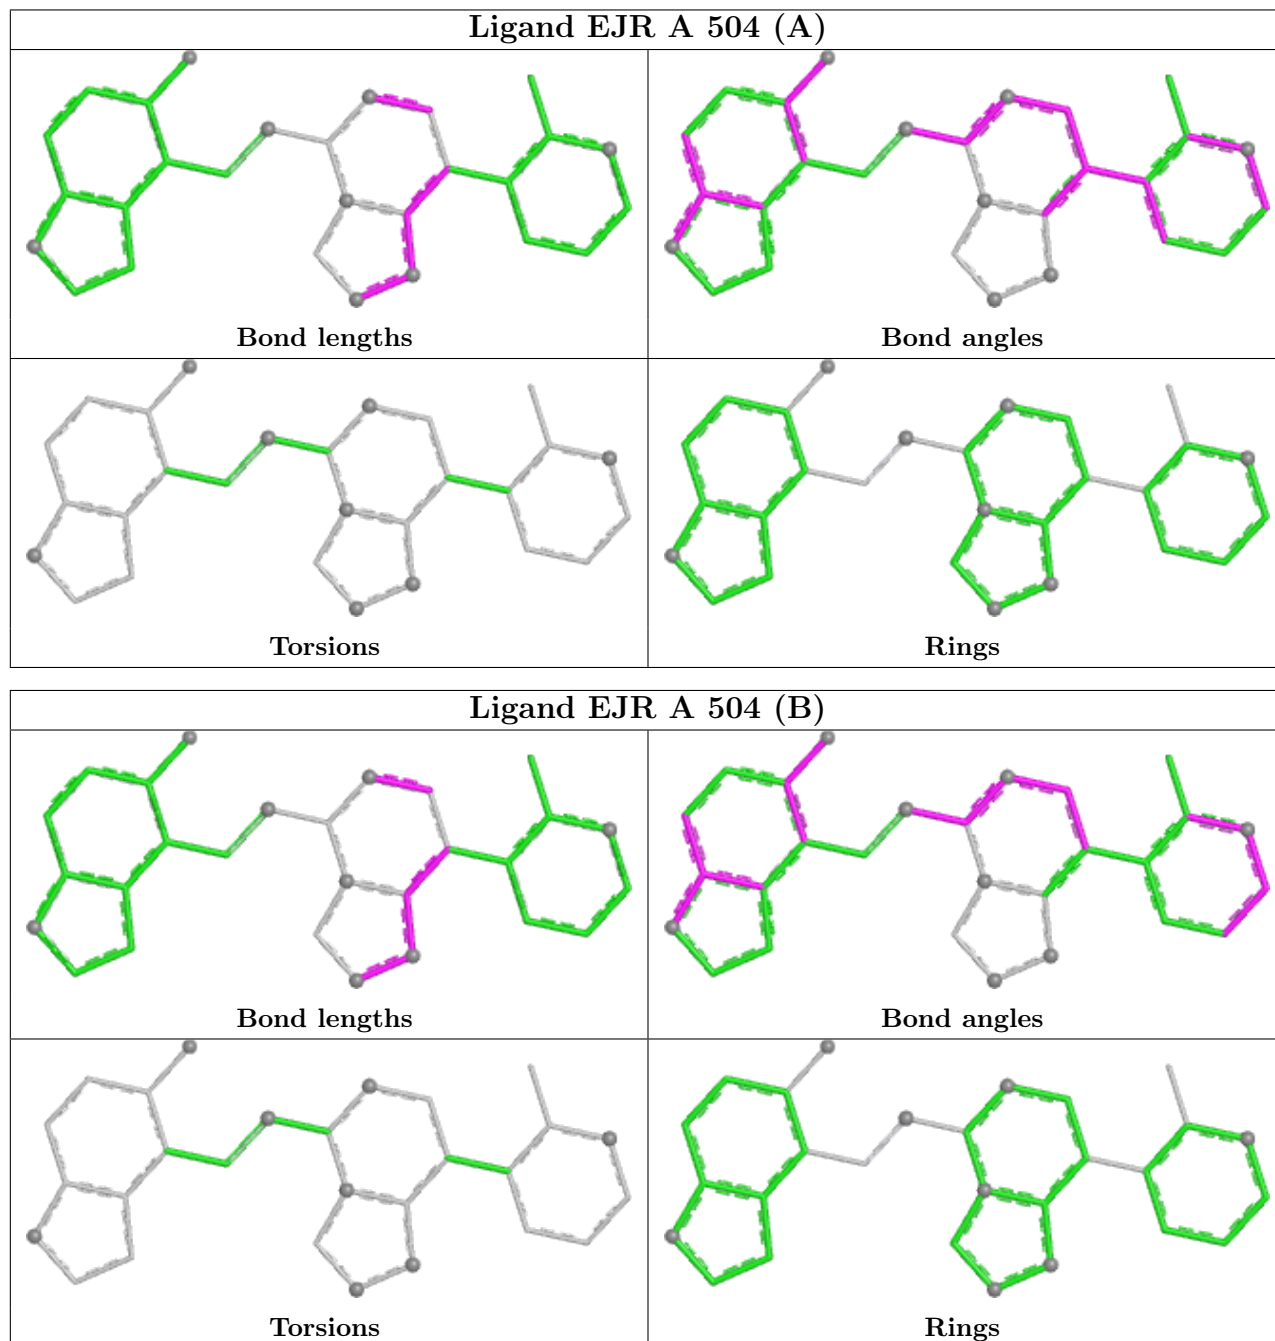 Ligand EJR A 504 (A)
Bond lengths
Bond angles
Torsions
Rings
Ligand EJR A 504 (B)
Bond lengths
Bond angles
Torsions
Rings